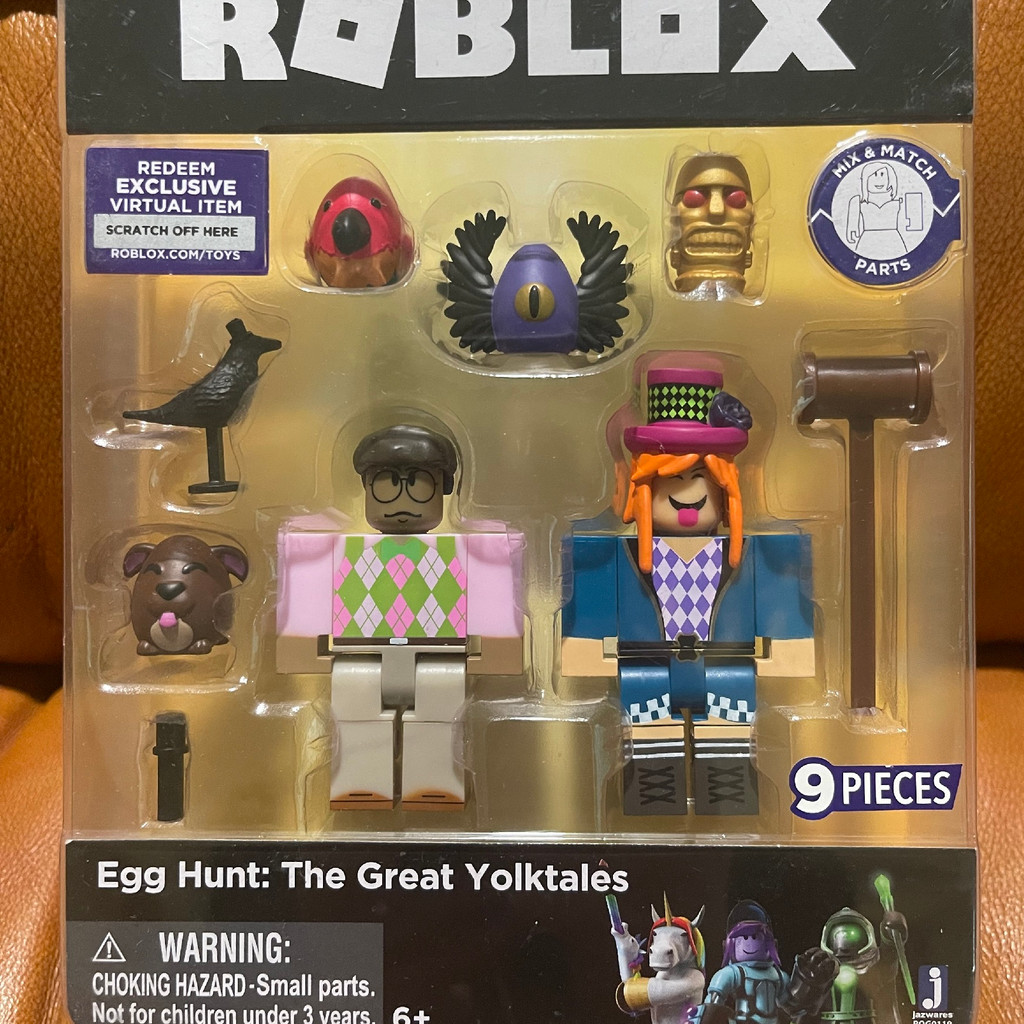 ROBLOX
REDEEM
EXCLUSIVE
VIRTUAL ITEM
SCRATCH OFF HERE
ROBLOX.COM/TOYS
MIX & MATCH
PARTS
9 PIECES
Egg Hunt: The Great Yolktales
WARNING:
CHOKING HAZARD - Small parts.
Not for children under 3 years. 6+
j
jazwares